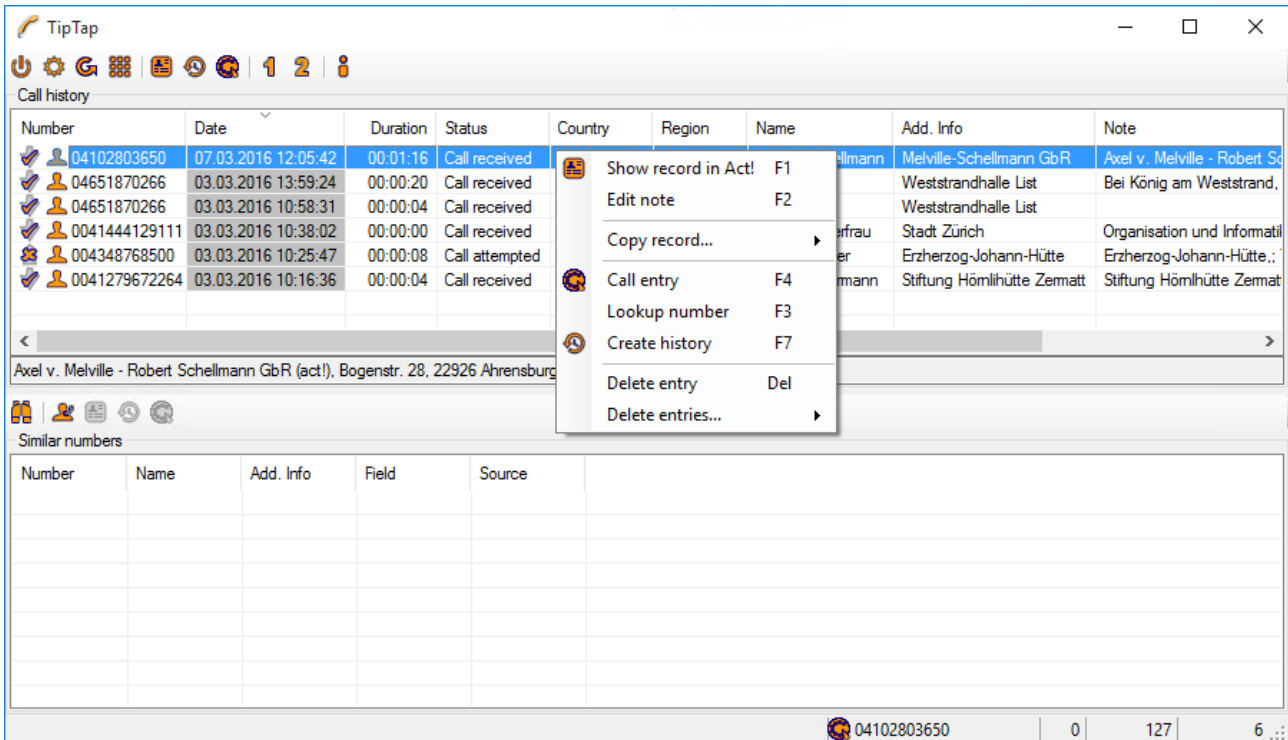 TipTap
1 2
Call history
Number Date Duration Status Country Region Name Add. Info Note
04102803650 07.03.2016 12:05:42 00:01:16 Call received ellmann Melville-Schellmann GbR Axel v. Melville - Robert Sc
04651870266 03.03.2016 13:59:24 00:00:20 Call received Weststrandhalle List Bei König am Weststrand,
04651870266 03.03.2016 10:58:31 00:00:04 Call received Weststrandhalle List
0041444129111 03.03.2016 10:38:02 00:00:00 Call received erfrau Stadt Zürich Organisation und Informatik
004348768500 03.03.2016 10:25:47 00:00:08 Call attempted er Erzherzog-Johann-Hütte Erzherzog-Johann-Hütte,;
0041279672264 03.03.2016 10:16:36 00:00:04 Call received mann Stiftung Hörnlihütte Zermatt Stiftung Hörnlhütte Zermat
Show record in Act! F1
Edit note F2
Copy record...
Call entry F4
Lookup number F3
Create history F7
Delete entry Del
Delete entries...
Axel v. Melville - Robert Schellmann GbR (act!), Bogenstr. 28, 22926 Ahrensburg
Similar numbers
Number Name Add. Info Field Source
04102803650 0 127 6